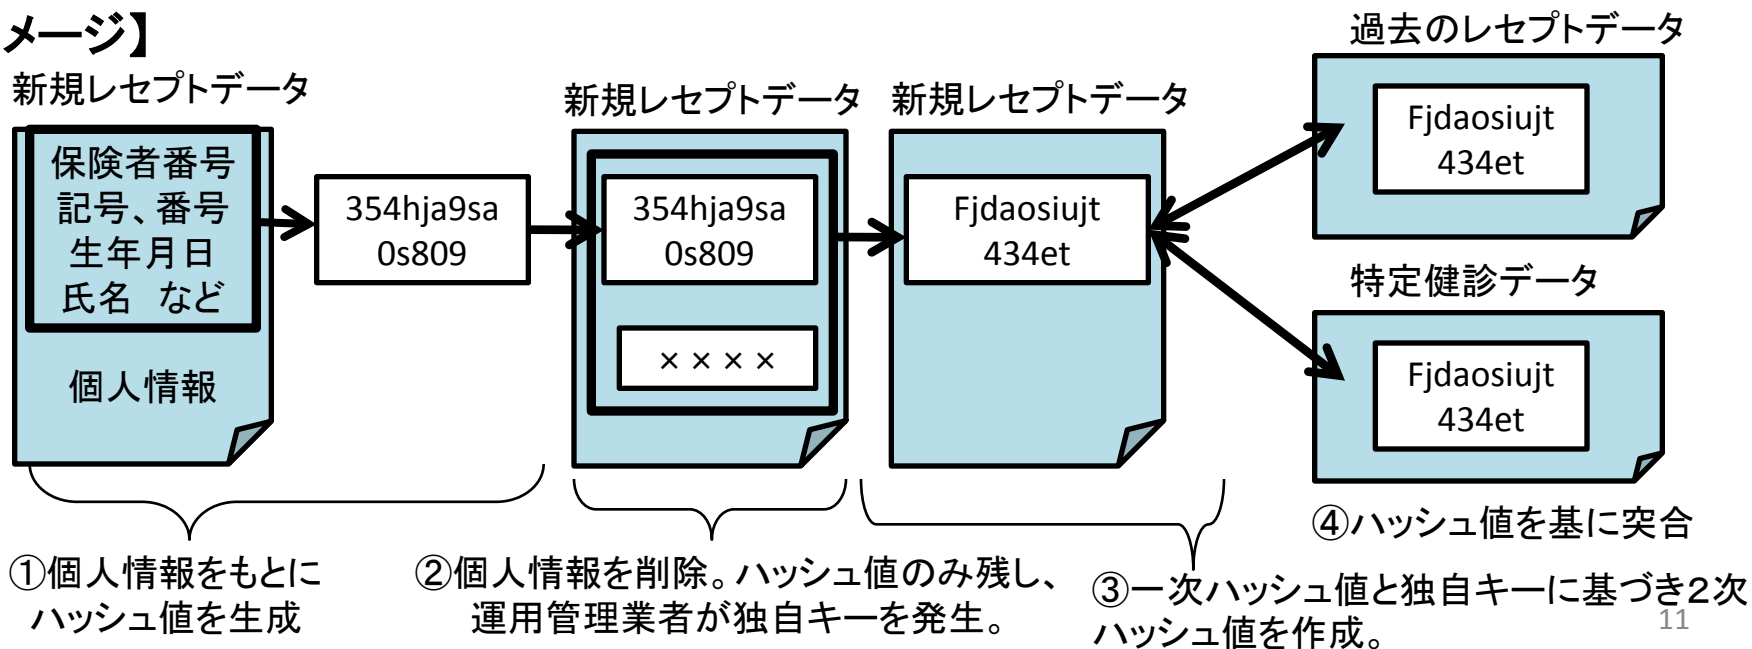 メージ】
新規レセプトデータ
保険者番号
記号、番号
生年月日
氏名　など
個人情報
354hja9sa
0s809
新規レセプトデータ
354hja9sa
0s809
××××
新規レセプトデータ
Fjdaosiujt
434et
過去のレセプトデータ
Fjdaosiujt
434et
特定健診データ
Fjdaosiujt
434et
①個人情報をもとに
ハッシュ値を生成
②個人情報を削除。ハッシュ値のみ残し、
運用管理業者が独自キーを発生。
③一次ハッシュ値と独自キーに基づき２次
ハッシュ値を作成。
④ハッシュ値を基に突合
11